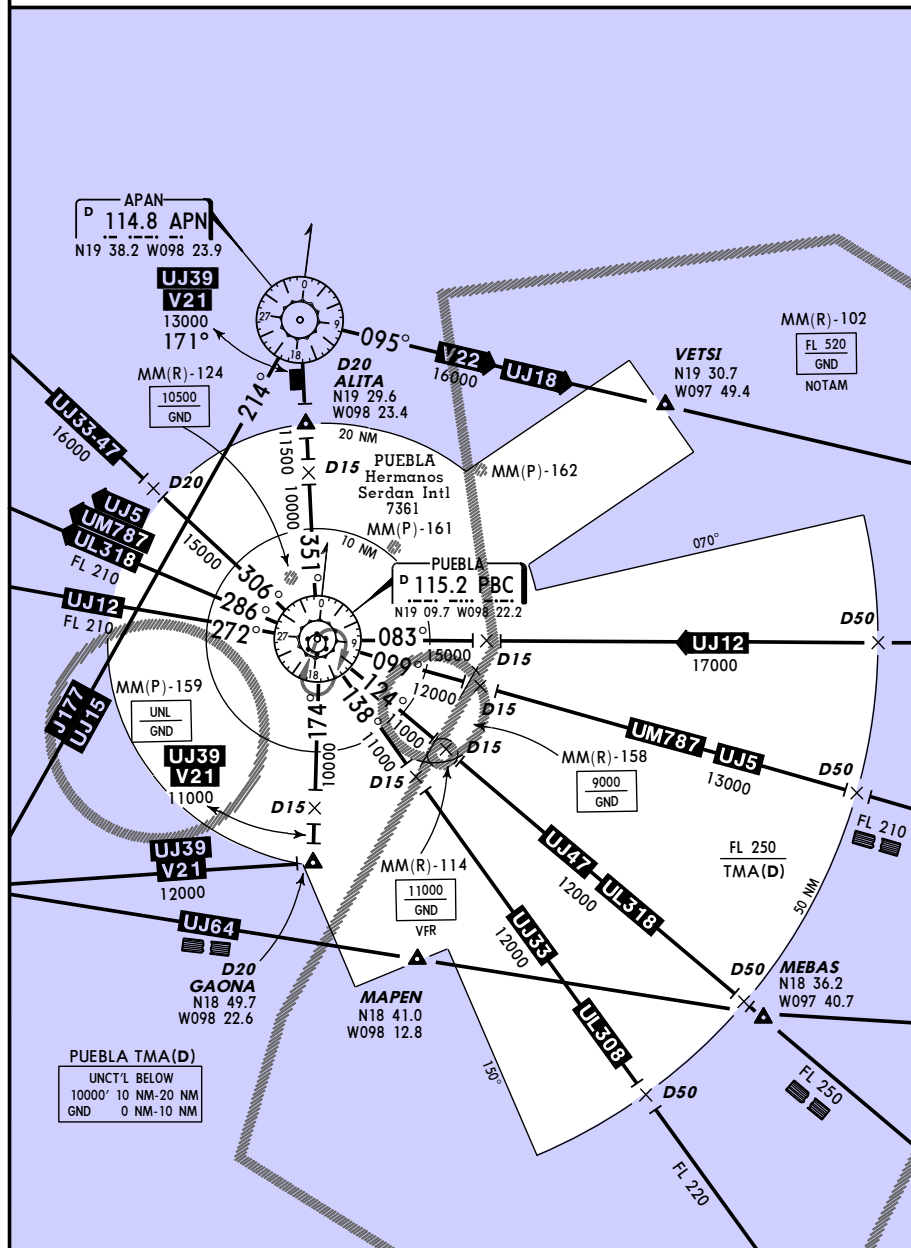 APAN
D 114.8 APN
N19 38.2 W098 23.9
UJ39
V21
13000
171°
0
9
18
27
095°
V22
16000
UJ18
VETSI
N19 30.7
W097 49.4
MM(R)-102
FL 520
GND
NOTAM
MM(R)-124
10500
GND
214°
D20
ALITA
N19 29.6
W098 23.4
20 NM
11500
D15
10000
351°
PUEBLA
Hermanos
Serdan Intl
7361
MM(P)-162
MM(P)-161
10 NM
UJ33-47
16000
D20
15000
306°
UJ5
UM787
UL318
FL 210
286°
UJ12
FL 210
272°
PUEBLA
D 115.2 PBC
N19 09.7 W098 22.2
0
9
18
27
070°
083°
15000
D15
UJ12
17000
D50
090°
12000
D15
UM787
UJ5
13000
D50
FL 210
124°
11000
D15
138°
11000
D15
174°
10000
D15
MM(P)-159
UNL
GND
J177
UJ15
UJ39
V21
11000
MM(R)-158
9000
GND
FL 250
TMA(D)
50 NM
MM(R)-114
11000
GND
VFR
UJ47
12000
UL318
UJ33
12000
UL308
UJ39
V21
12000
UJ64
D20
GAONA
N18 49.7
W098 22.6
MAPEN
N18 41.0
W098 12.8
D50
MEBAS
N18 36.2
W097 40.7
FL 250
150°
D50
FL 220
PUEBLA TMA(D)
UNCT'L BELOW
10000' 10 NM-20 NM
GND 0 NM-10 NM